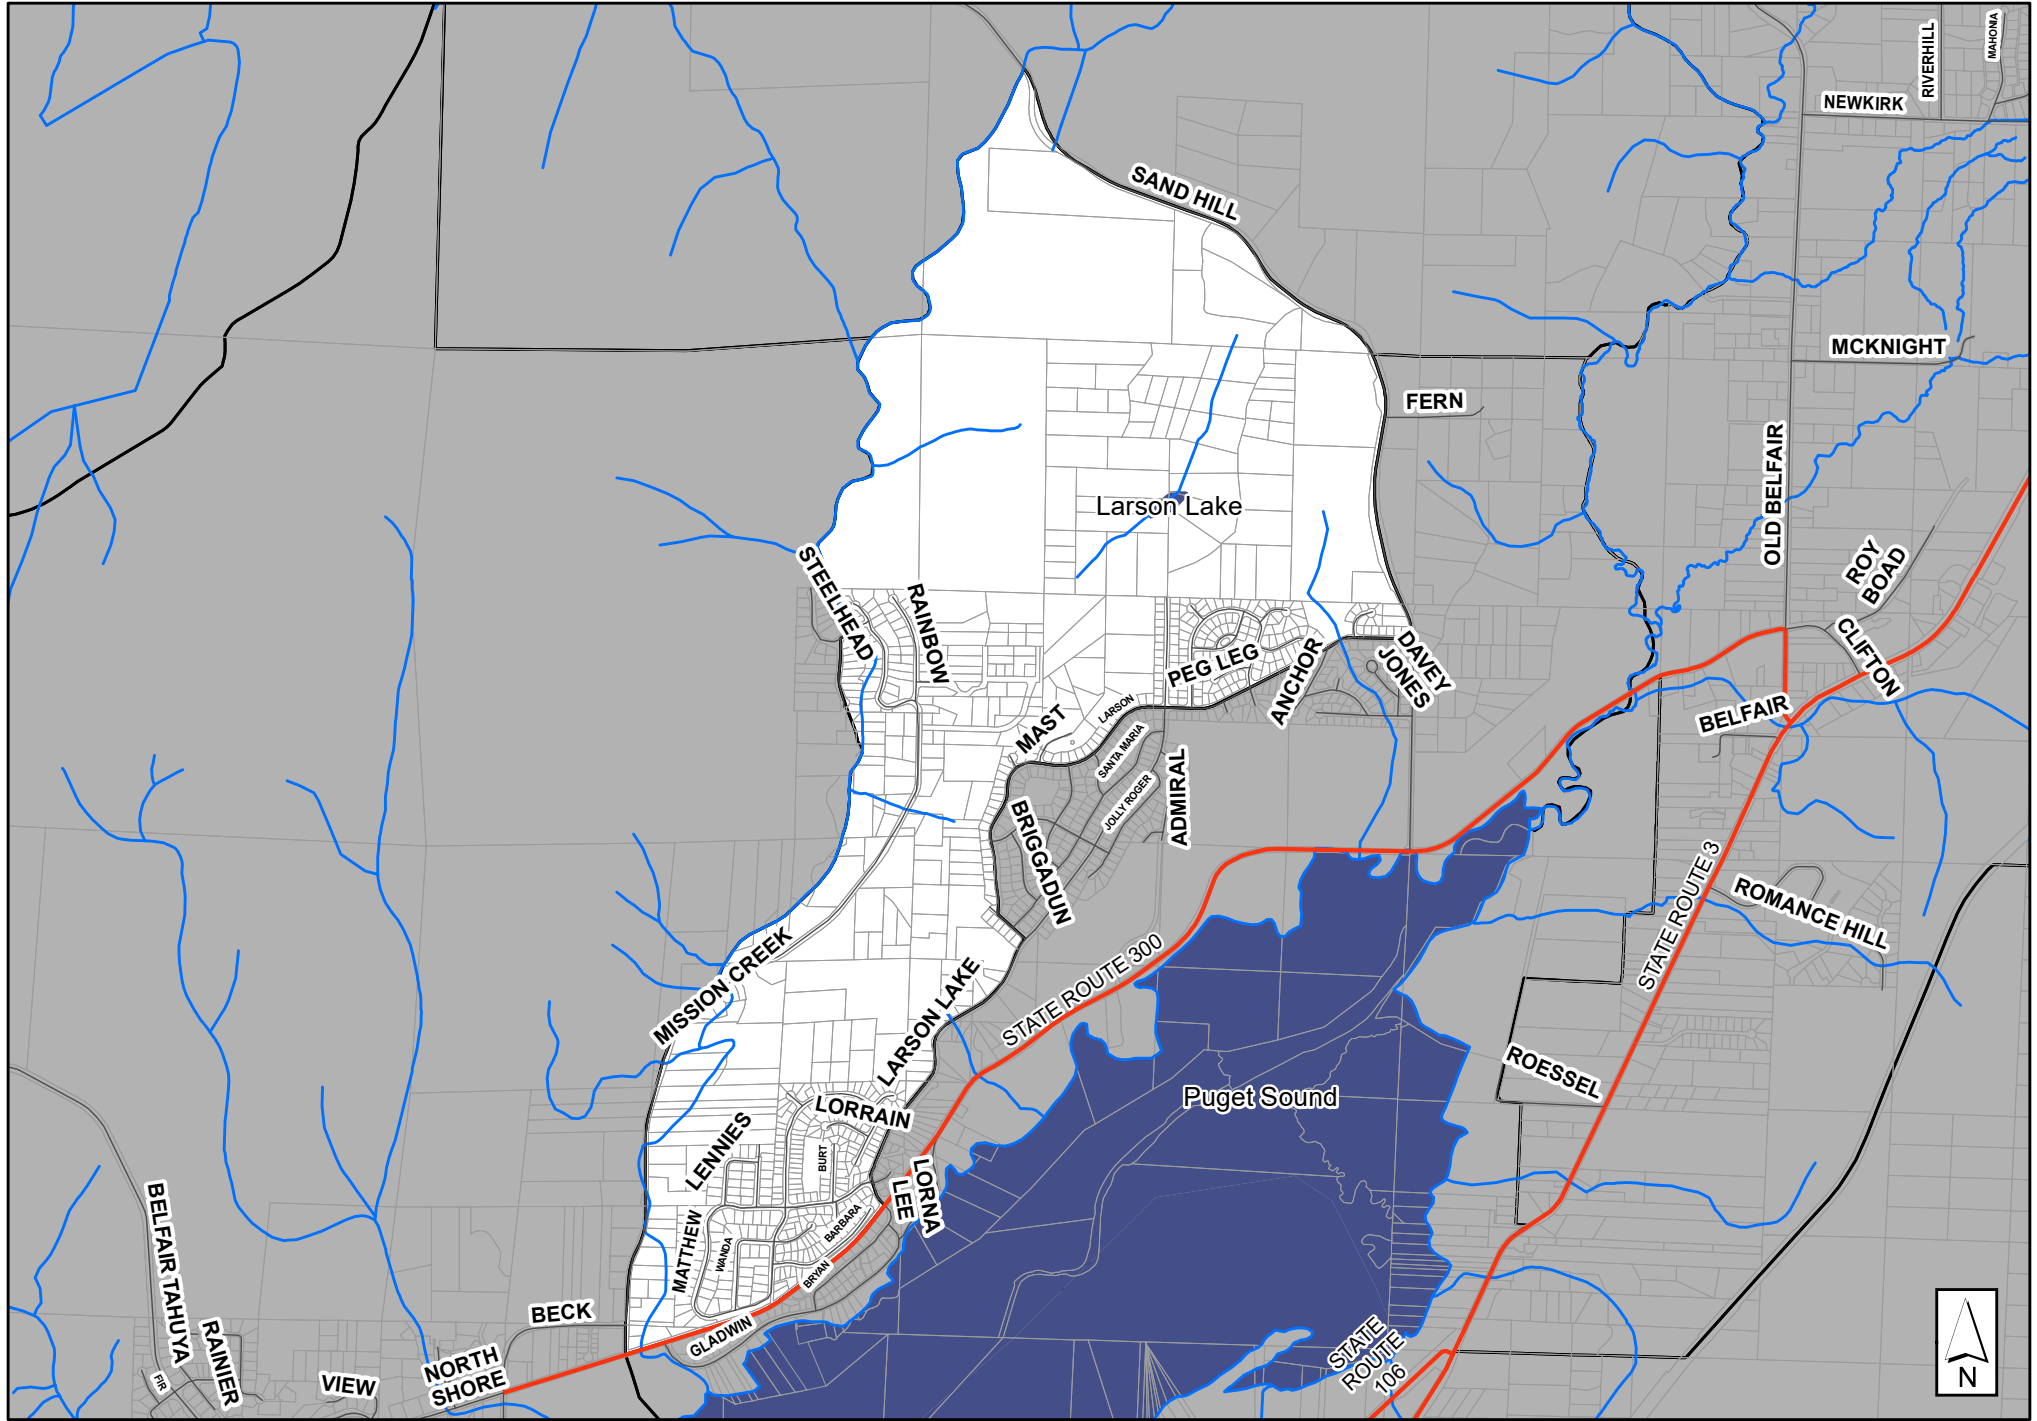 RIVERHILL
MAHONIA
NEWKIRK
SAND HILL
MCKNIGHT
FERN
OLD BELFAIR
Larson Lake
ROY
BOAD
STEELHEAD
RAINBOW
CLIFTON
PEG LEG
ANCHOR
DAVEY
JONES
LARSON
MAST
SANTA MARIA
BELFAIR
ADMIRAL
JOLLY ROGER
BRIGGADUN
STATE ROUTE 3
ROMANCE HILL
MISSION CREEK
STATE ROUTE 300
LARSON LAKE
ROESSEL
Puget Sound
LORRAIN
LENNIES
BURT
LORNA
LEE
BELFAIR TAHUYA
MATTHEW
WANDA
BARBARA
BRYAN
BECK
GLADWIN
RAINIER
NORTH
SHORE
VIEW
FIR
STATE
ROUTE
106
N